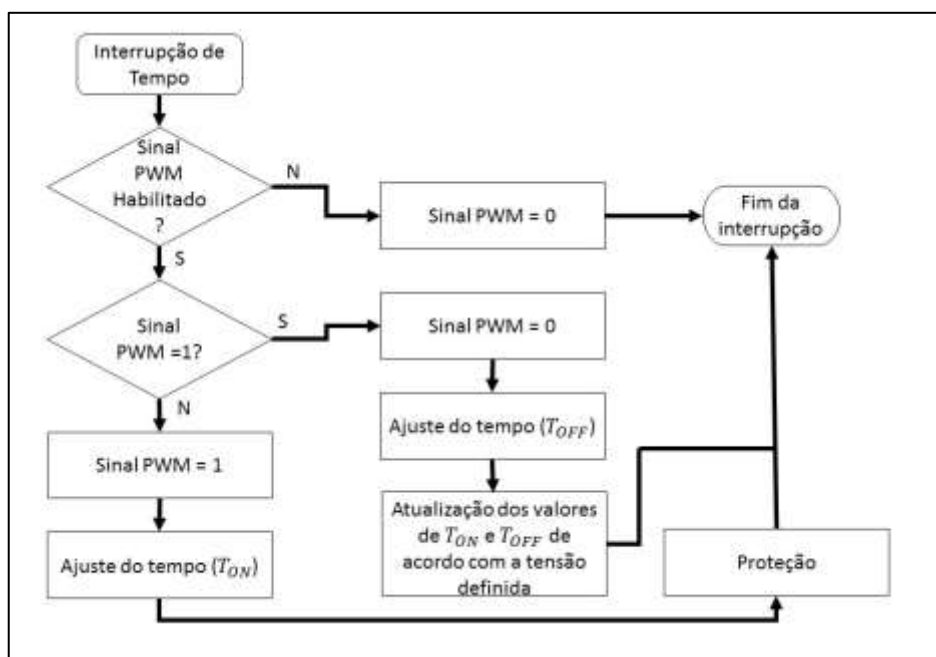 Interrupção de
Tempo
Sinal
PWM
Habilitado
?
N
Sinal PWM = 0
Fim da
interrupção
S
Sinal
PWM =1?
S
Sinal PWM = 0
N
Ajuste do tempo (T_OFF)
Sinal PWM = 1
Atualização dos valores
de T_ON e T_OFF de
acordo com a tensão
definida
Ajuste do tempo (T_ON)
Proteção